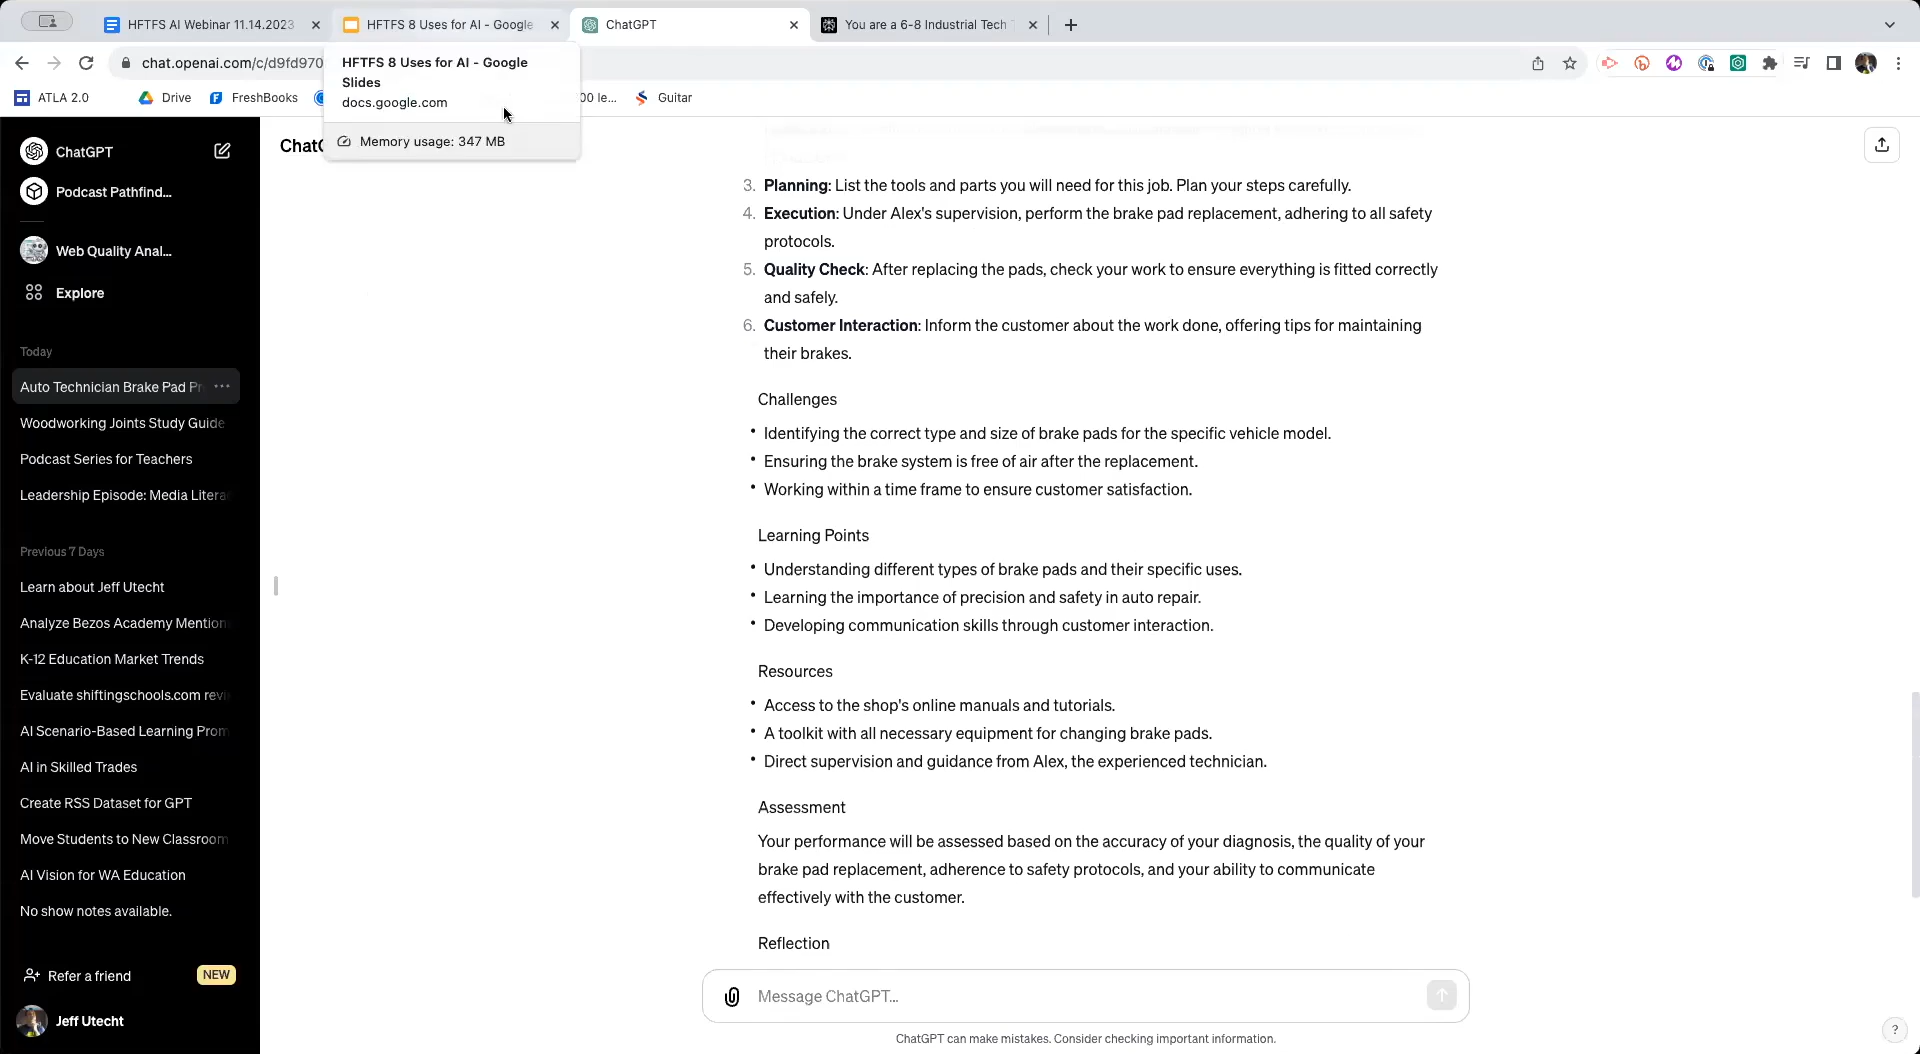 HFTFS AI Webinar 11.14.2023
HFTFS 8 Uses for AI - Google
ChatGPT
You are a 6-8 Industrial Tech
chat.openai.com/c/d9fd970
HFTFS 8 Uses for AI - Google
Slides
docs.google.com
Memory usage: 347 MB
ATLA 2.0
Drive
FreshBooks
00 le...
Guitar
ChatGPT
Podcast Pathfind...
Web Quality Anal...
Explore
Today
Auto Technician Brake Pad Pr
Woodworking Joints Study Guide
Podcast Series for Teachers
Leadership Episode: Media Litera
Previous 7 Days
Learn about Jeff Utecht
Analyze Bezos Academy Mention
K-12 Education Market Trends
Evaluate shiftingschools.com revi
AI Scenario-Based Learning Prom
AI in Skilled Trades
Create RSS Dataset for GPT
Move Students to New Classroom
AI Vision for WA Education
No show notes available.
Refer a friend
NEW
Jeff Utecht
ChatG
3. Planning: List the tools and parts you will need for this job. Plan your steps carefully.
4. Execution: Under Alex's supervision, perform the brake pad replacement, adhering to all safety
protocols.
5. Quality Check: After replacing the pads, check your work to ensure everything is fitted correctly
and safely.
6. Customer Interaction: Inform the customer about the work done, offering tips for maintaining
their brakes.
Challenges
• Identifying the correct type and size of brake pads for the specific vehicle model.
• Ensuring the brake system is free of air after the replacement.
• Working within a time frame to ensure customer satisfaction.
Learning Points
• Understanding different types of brake pads and their specific uses.
• Learning the importance of precision and safety in auto repair.
• Developing communication skills through customer interaction.
Resources
• Access to the shop's online manuals and tutorials.
• A toolkit with all necessary equipment for changing brake pads.
• Direct supervision and guidance from Alex, the experienced technician.
Assessment
Your performance will be assessed based on the accuracy of your diagnosis, the quality of your
brake pad replacement, adherence to safety protocols, and your ability to communicate
effectively with the customer.
Reflection
Message ChatGPT...
ChatGPT can make mistakes. Consider checking important information.
?